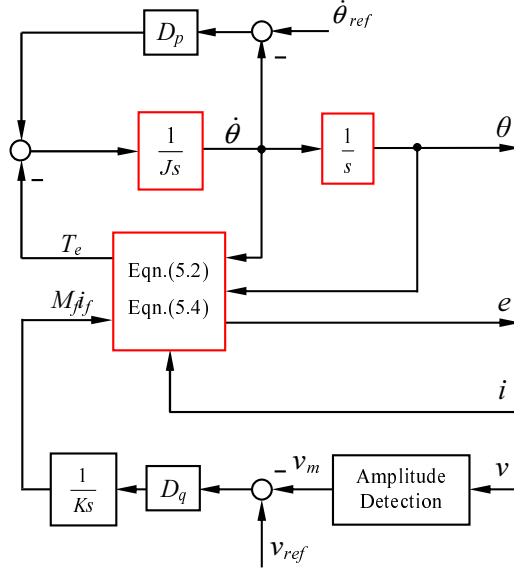 D_p
θ̇_ref
-
1/Js
θ̇
1/s
θ
-
T_e
Eqn.(5.2)
Eqn.(5.4)
M_f i_f
e
i
1/Ks
D_q
-
v_m
Amplitude
Detection
v
v_ref